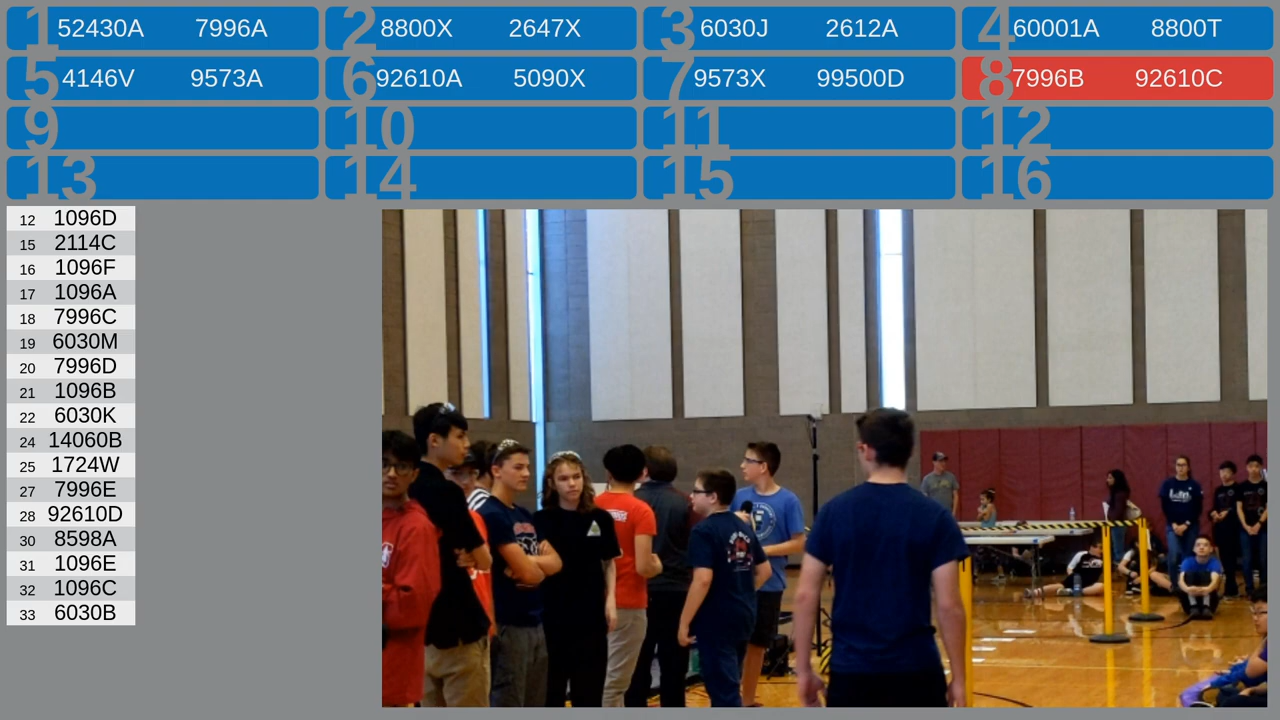 1 52430A 7996A
2 8800X 2647X
3 6030J 2612A
4 60001A 8800T
5 4146V 9573A
6 92610A 5090X
7 9573X 99500D
8 7996B 92610C
9
10
11
12
13
14
15
16
12 1096D
15 2114C
16 1096F
17 1096A
18 7996C
19 6030M
20 7996D
21 1096B
22 6030K
24 14060B
25 1724W
27 7996E
28 92610D
30 8598A
31 1096E
32 1096C
33 6030B